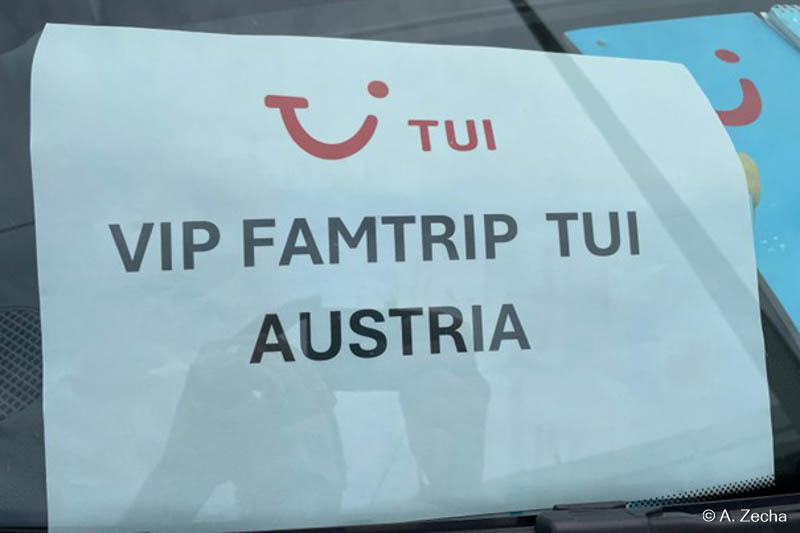 TUI
VIP FAMTRIP TUI
AUSTRIA
© A. Zecha